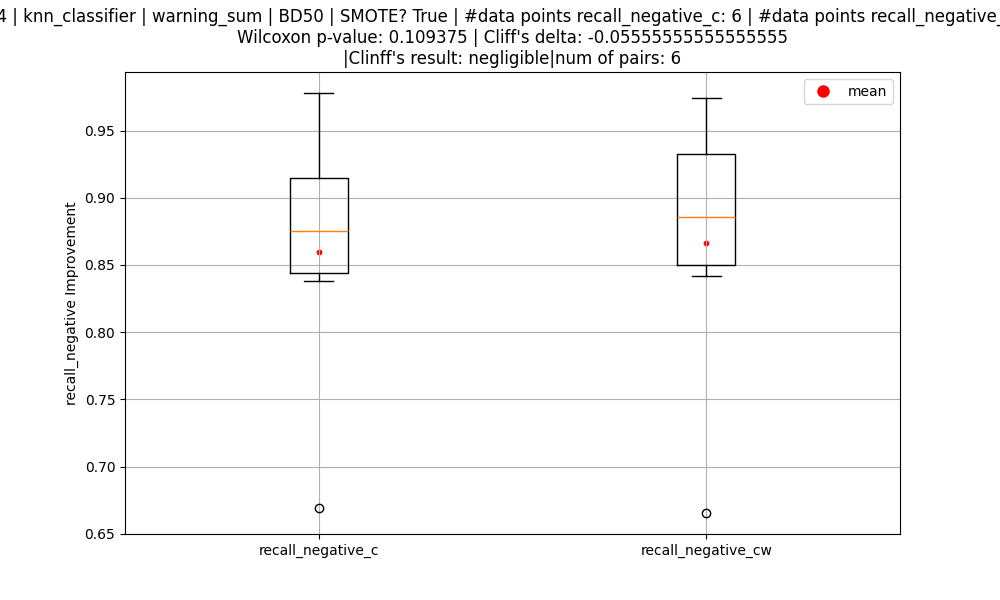 4 | knn_classifier | warning_sum | BD50 | SMOTE? True | #data points recall_negative_c: 6 | #data points recall_negative_
Wilcoxon p-value: 0.109375 | Cliff's delta: -0.05555555555555555
|Clinff's result: negligible|num of pairs: 6
mean
recall_negative Improvement
0.95
0.90
0.85
0.80
0.75
0.70
0.65
recall_negative_c
recall_negative_cw